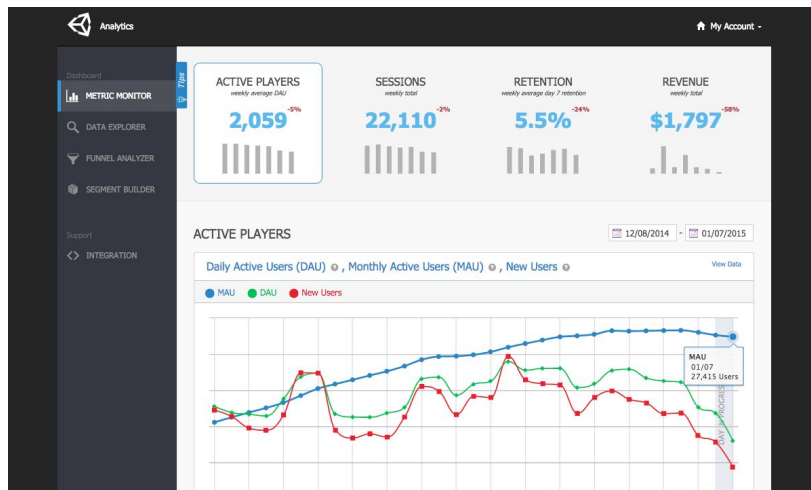 Analytics
My Account
Dashboard
METRIC MONITOR
DATA EXPLORER
FUNNEL ANALYZER
SEGMENT BUILDER
Support
INTEGRATION
Tips
ACTIVE PLAYERS
weekly average DAU
2,059
-5%
SESSIONS
weekly total
22,110
-2%
RETENTION
weekly average day 7 retention
5.5%
-24%
REVENUE
weekly total
$1,797
-58%
ACTIVE PLAYERS
12/08/2014 - 01/07/2015
Daily Active Users (DAU) , Monthly Active Users (MAU) , New Users
View Data
MAU DAU New Users
MAU
01/07
27,415 Users
DAY IN PROGRES